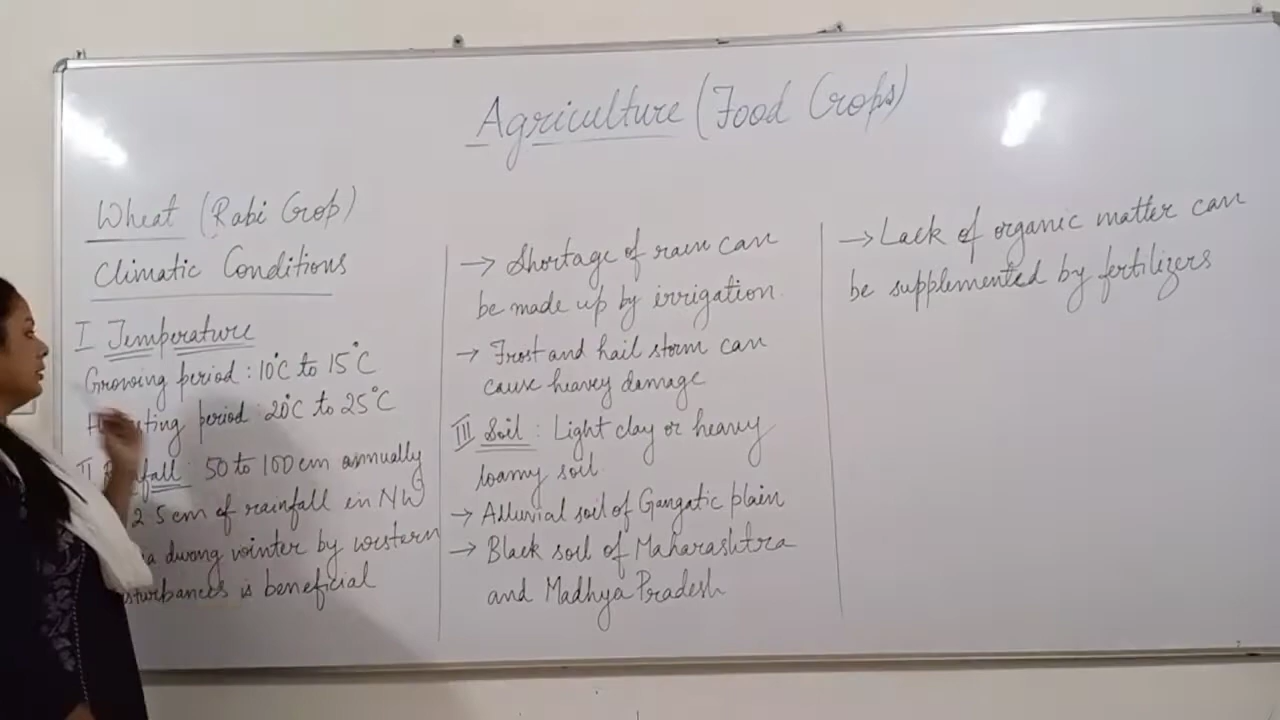 Agriculture (Food Crops)
Wheat (Rabi Crop)
Climatic Conditions
I Temperature
Growing period : 10°C to 15°C
period : 20°C to 25°C
II : 50 to 100 cm annually
2.5 cm of rainfall in NW
during winter by western
is beneficial
→ Shortage of rain can
be made up by irrigation
→ Frost and hail storm can
cause heavy damage
III Soil : Light clay or heavy
loamy soil
→ Alluvial soil of Gangatic plain
→ Black soil of Maharashtra
and Madhya Pradesh
→ Lack of organic matter can
be supplemented by fertilizers